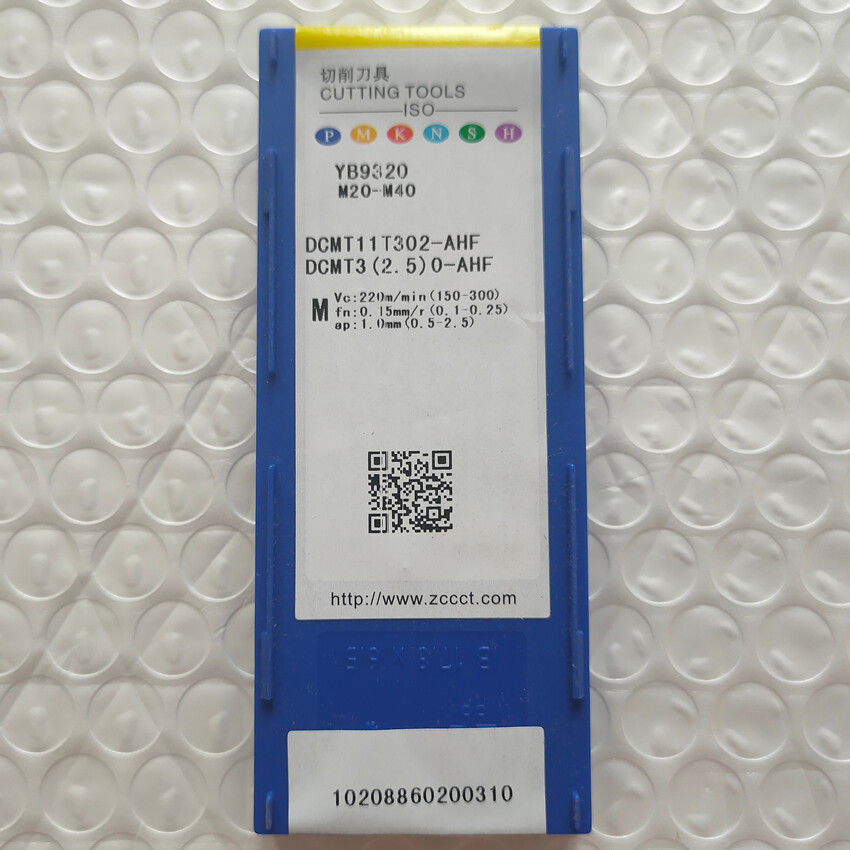 切削刀具
CUTTING TOOLS
ISO
P M K N S H
YB9320
M20-M40
DCMT11T302-AHF
DCMT3(2.5)0-AHF
M
Vc:220m/min(150-300)
fn:0.15mm/r(0.1-0.25)
ap:1.0mm(0.5-2.5)
http://www.zccct.com
10208860200310